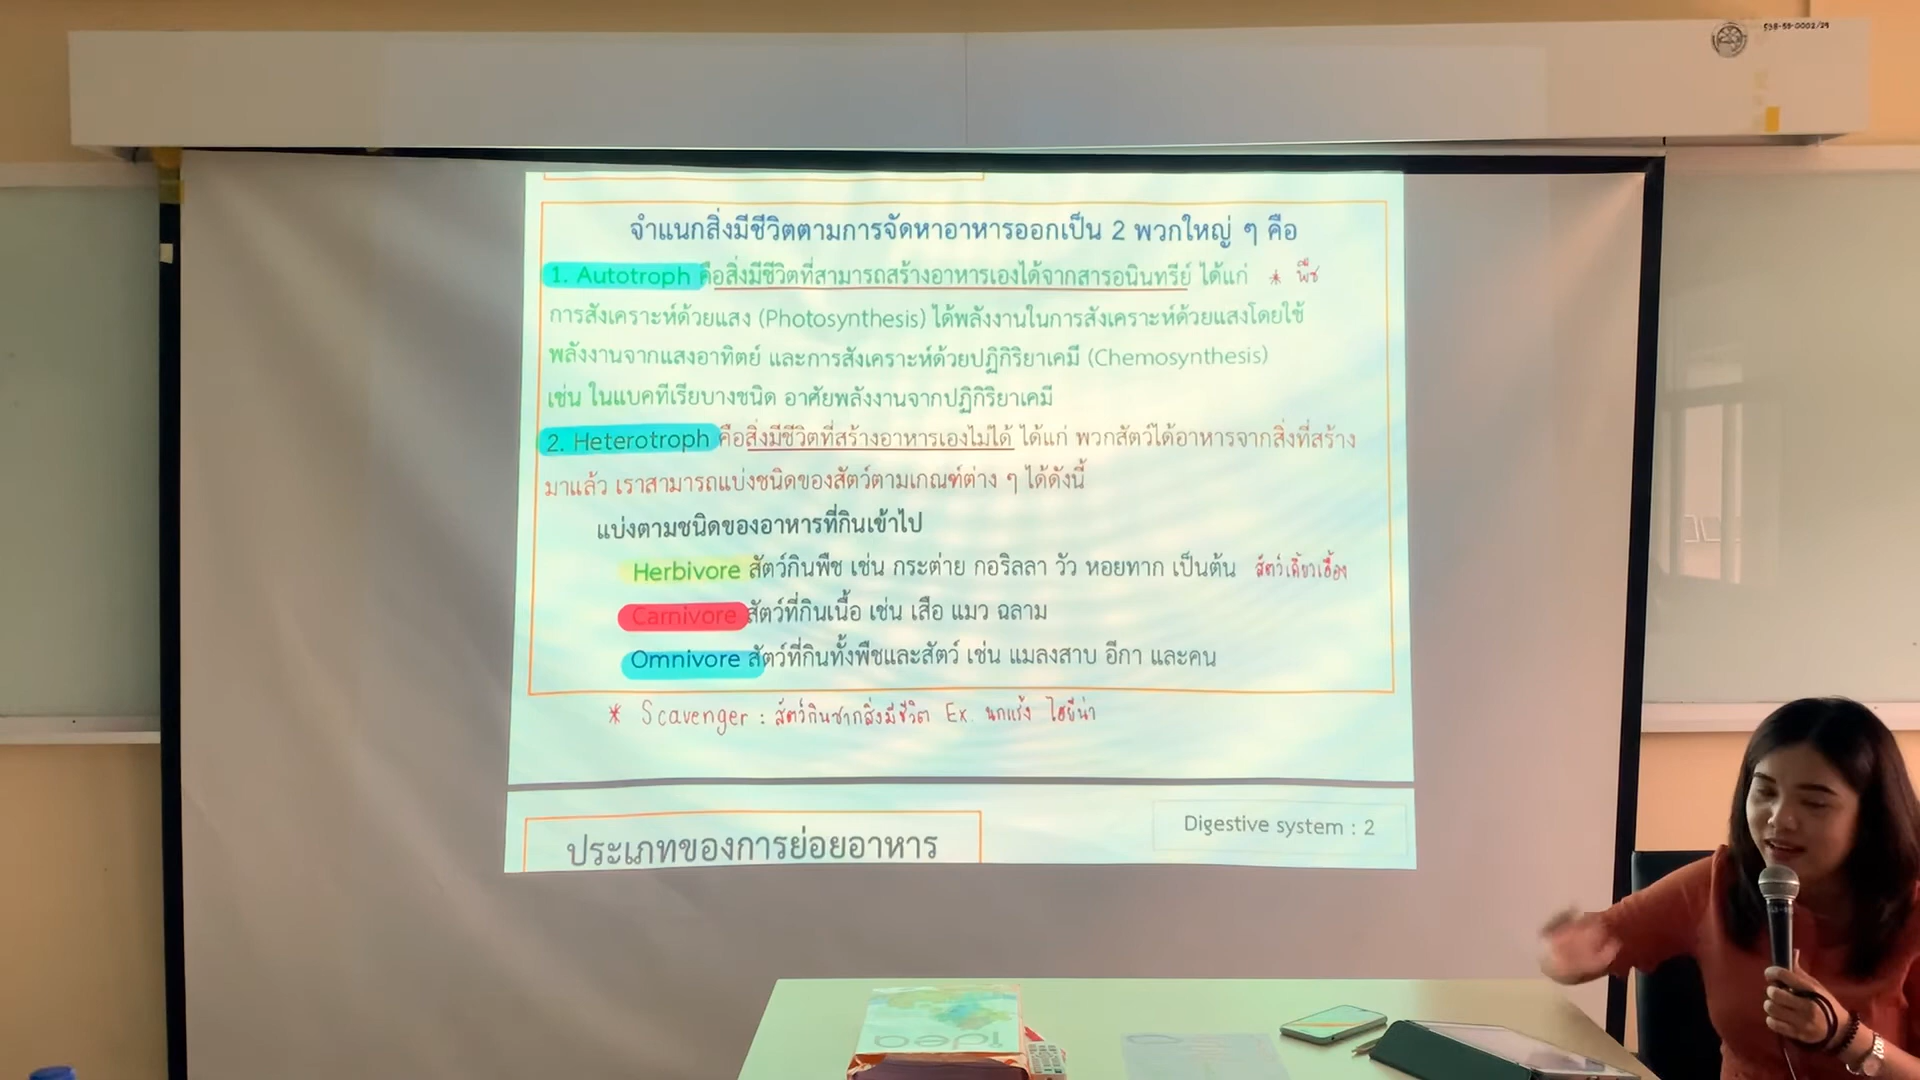 538-58-0002/29
จำแนกสิ่งมีชีวิตตามการจัดหาอาหารออกเป็น 2 พวกใหญ่ ๆ คือ
1. Autotroph คือสิ่งมีชีวิตที่สามารถสร้างอาหารเองได้จากสารอนินทรีย์ ได้แก่ * พืช
การสังเคราะห์ด้วยแสง (Photosynthesis) ได้พลังงานในการสังเคราะห์ด้วยแสงโดยใช้
พลังงานจากแสงอาทิตย์ และการสังเคราะห์ด้วยปฏิกิริยาเคมี (Chemosynthesis)
เช่น ในแบคทีเรียบางชนิด อาศัยพลังงานจากปฏิกิริยาเคมี
2. Heterotroph คือสิ่งมีชีวิตที่สร้างอาหารเองไม่ได้ ได้แก่ พวกสัตว์ได้อาหารจากสิ่งที่สร้าง
มาแล้ว เราสามารถแบ่งชนิดของสัตว์ตามเกณฑ์ต่าง ๆ ได้ดังนี้
แบ่งตามชนิดของอาหารที่กินเข้าไป
Herbivore สัตว์กินพืช เช่น กระต่าย กอริลลา วัว หอยทาก เป็นต้น สัตว์เคี้ยวเอื้อง
Carnivore สัตว์ที่กินเนื้อ เช่น เสือ แมว ฉลาม
Omnivore สัตว์ที่กินทั้งพืชและสัตว์ เช่น แมลงสาบ อีกา และคน
* Scavenger : สัตว์กินซากสิ่งมีชีวิต Ex. นกแร้ง ไฮยีน่า
ประเภทของการย่อยอาหาร
Digestive system : 2
idea